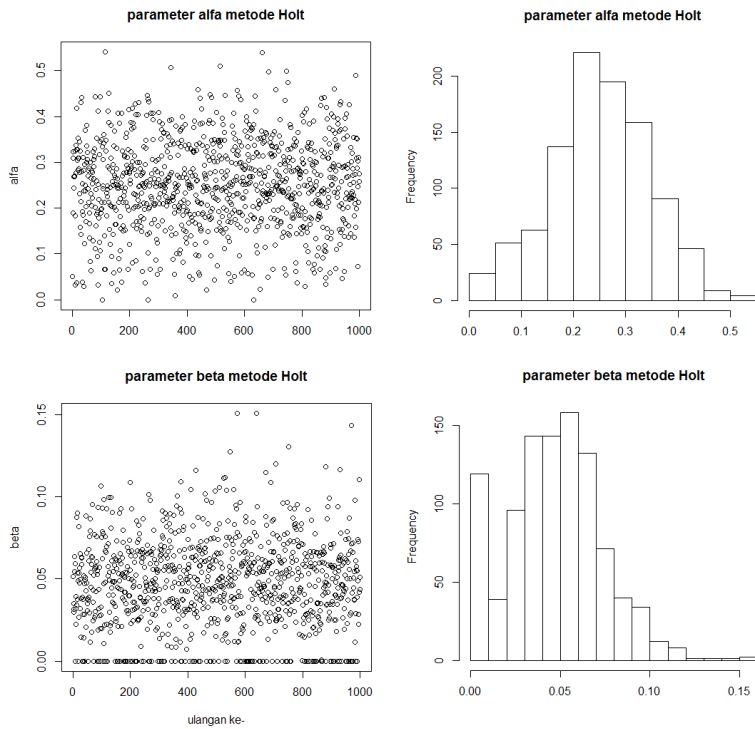 parameter alfa metode Holt
alfa
0.0 0.1 0.2 0.3 0.4 0.5
0 200 400 600 800 1000
parameter alfa metode Holt
Frequency
0 50 100 150 200
0.0 0.1 0.2 0.3 0.4 0.5
parameter beta metode Holt
beta
0.00 0.05 0.10 0.15
0 200 400 600 800 1000
ulangan ke-
parameter beta metode Holt
Frequency
0 50 100 150
0.00 0.05 0.10 0.15